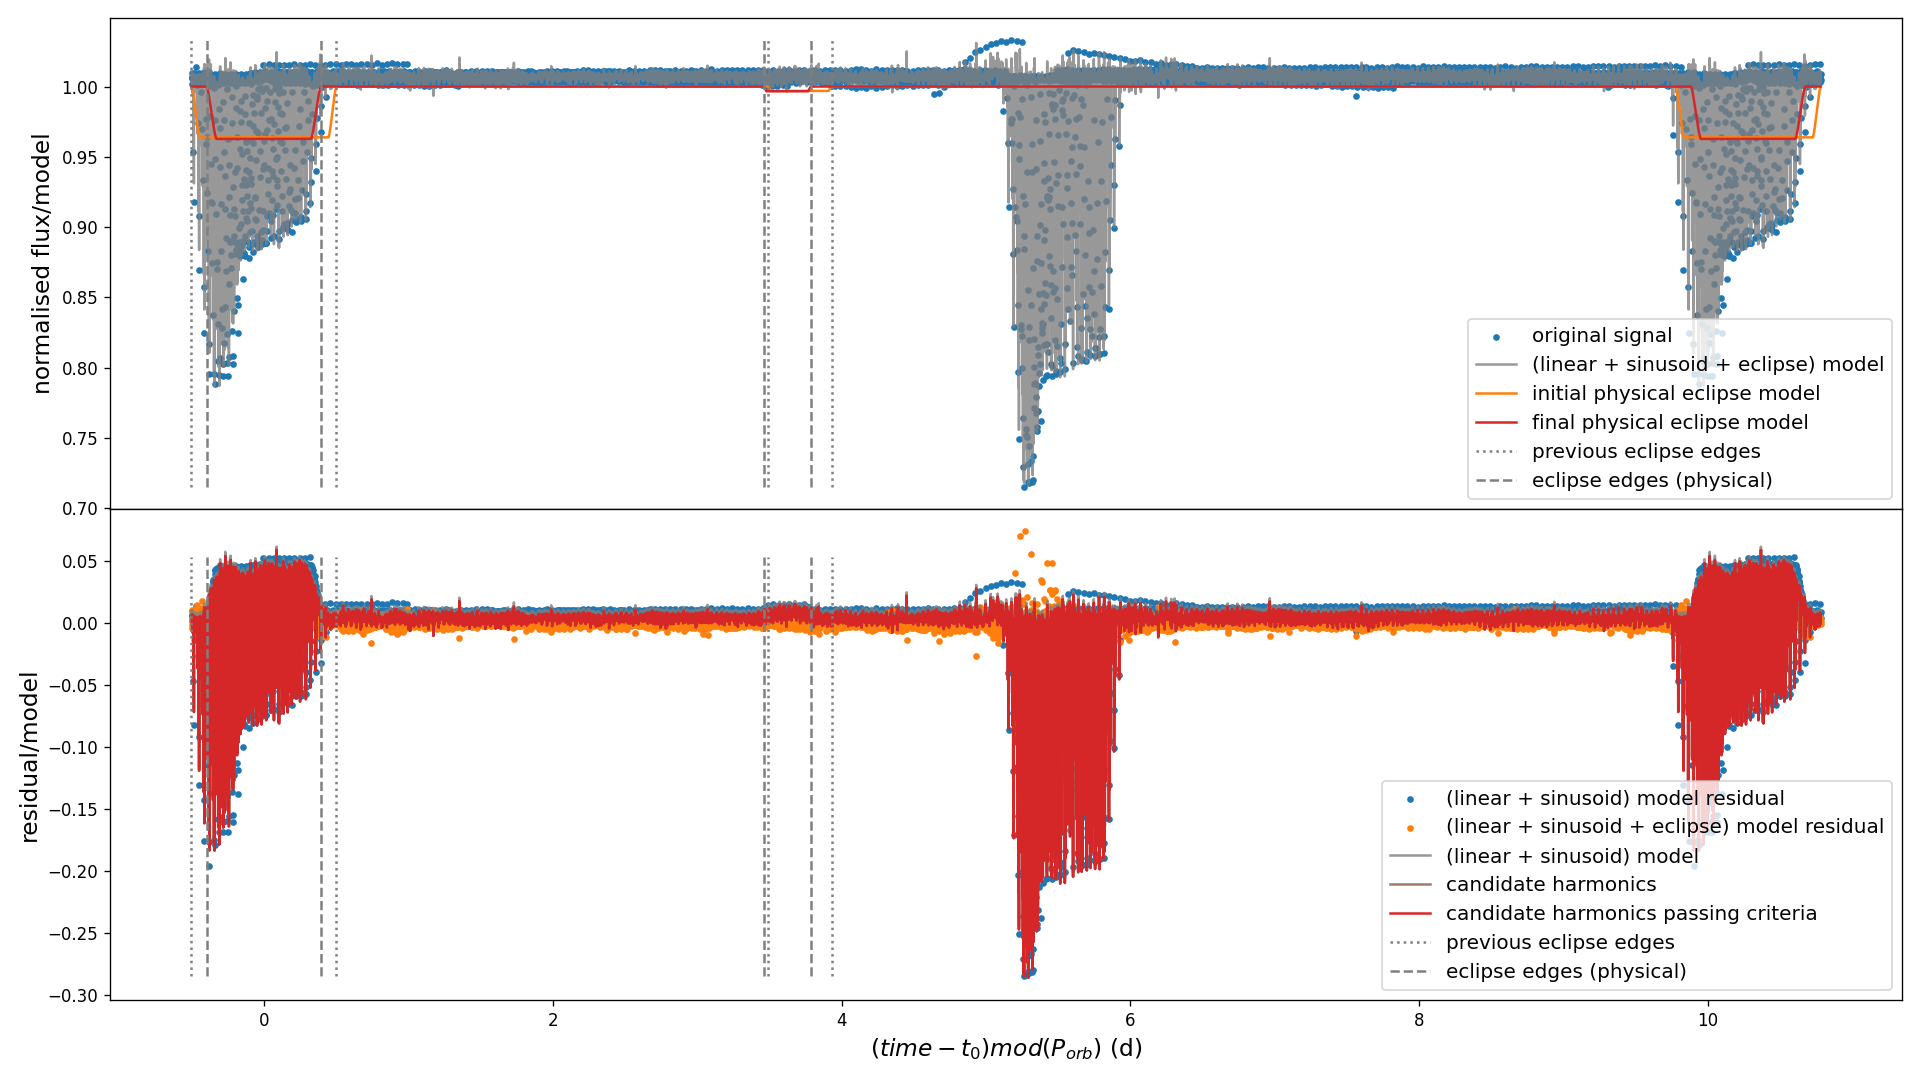 normalised flux/model
1.00
0.95
0.90
0.85
0.80
0.75
0.70
original signal
(linear + sinusoid + eclipse) model
initial physical eclipse model
final physical eclipse model
previous eclipse edges
eclipse edges (physical)
residual/model
0.05
0.00
−0.05
−0.10
−0.15
−0.20
−0.25
−0.30
(linear + sinusoid) model residual
(linear + sinusoid + eclipse) model residual
(linear + sinusoid) model
candidate harmonics
candidate harmonics passing criteria
previous eclipse edges
eclipse edges (physical)
0 2 4 6 8 10
(time − t₀)mod(Pₒᵣb) (d)